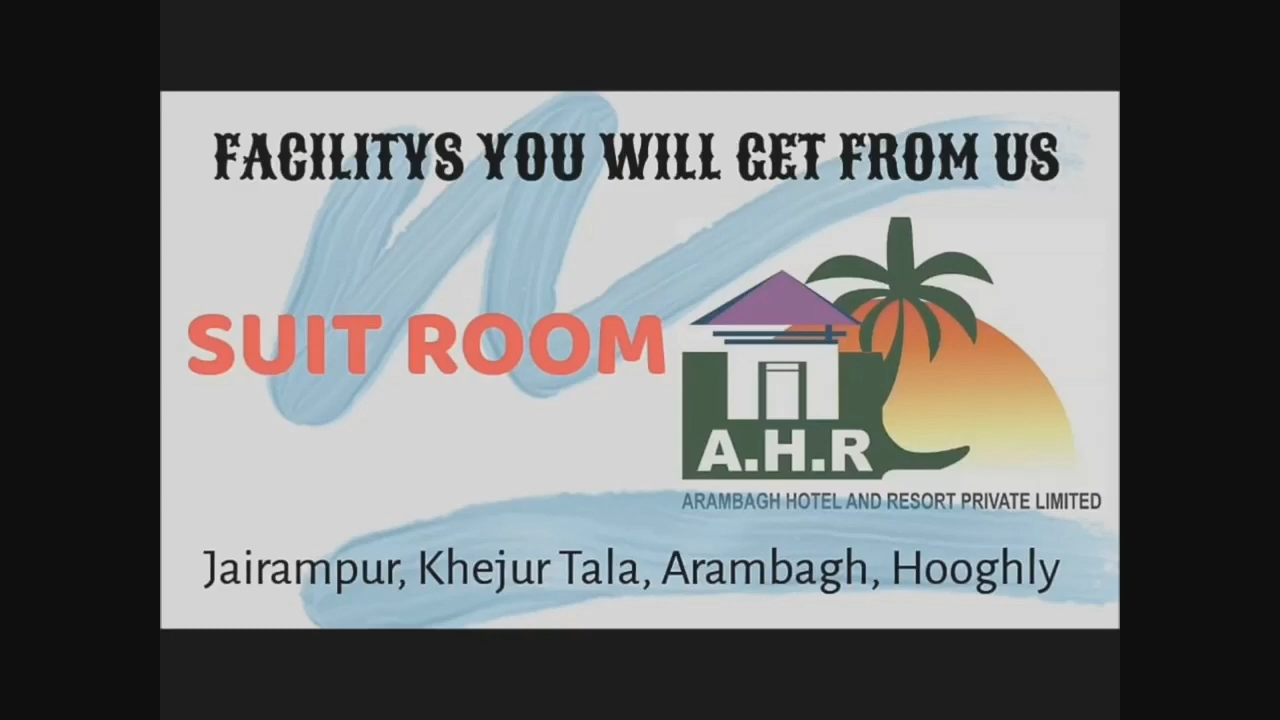 FACILITYS YOU WILL GET FROM US
SUIT ROOM
A.H.R
ARAMBAGH HOTEL AND RESORT PRIVATE LIMITED
Jairampur, Khejur Tala, Arambagh, Hooghly